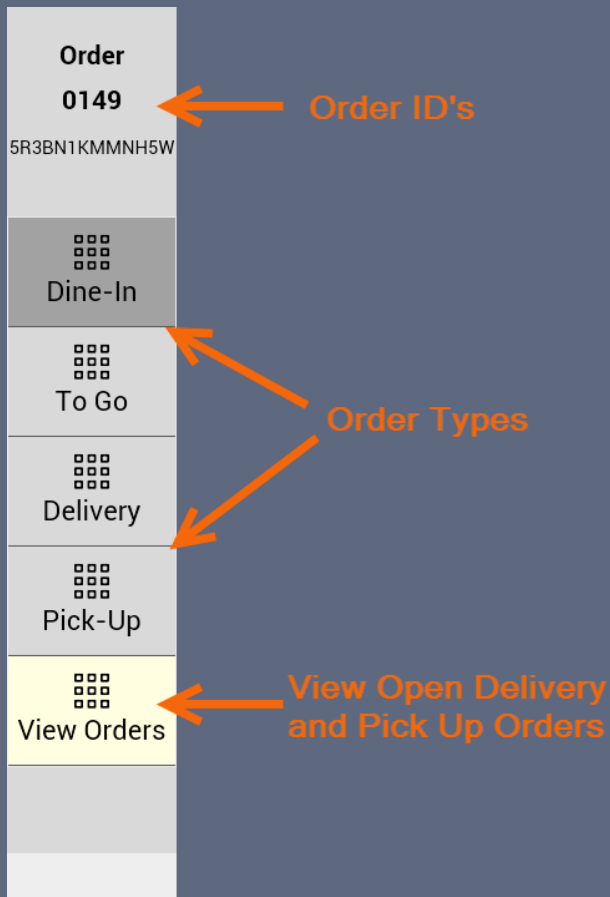 Order
0149
Order ID's
5R3BN1KMMNH5W
Dine-In
To Go
Order Types
Delivery
Pick-Up
View Orders
View Open Delivery
and Pick Up Orders